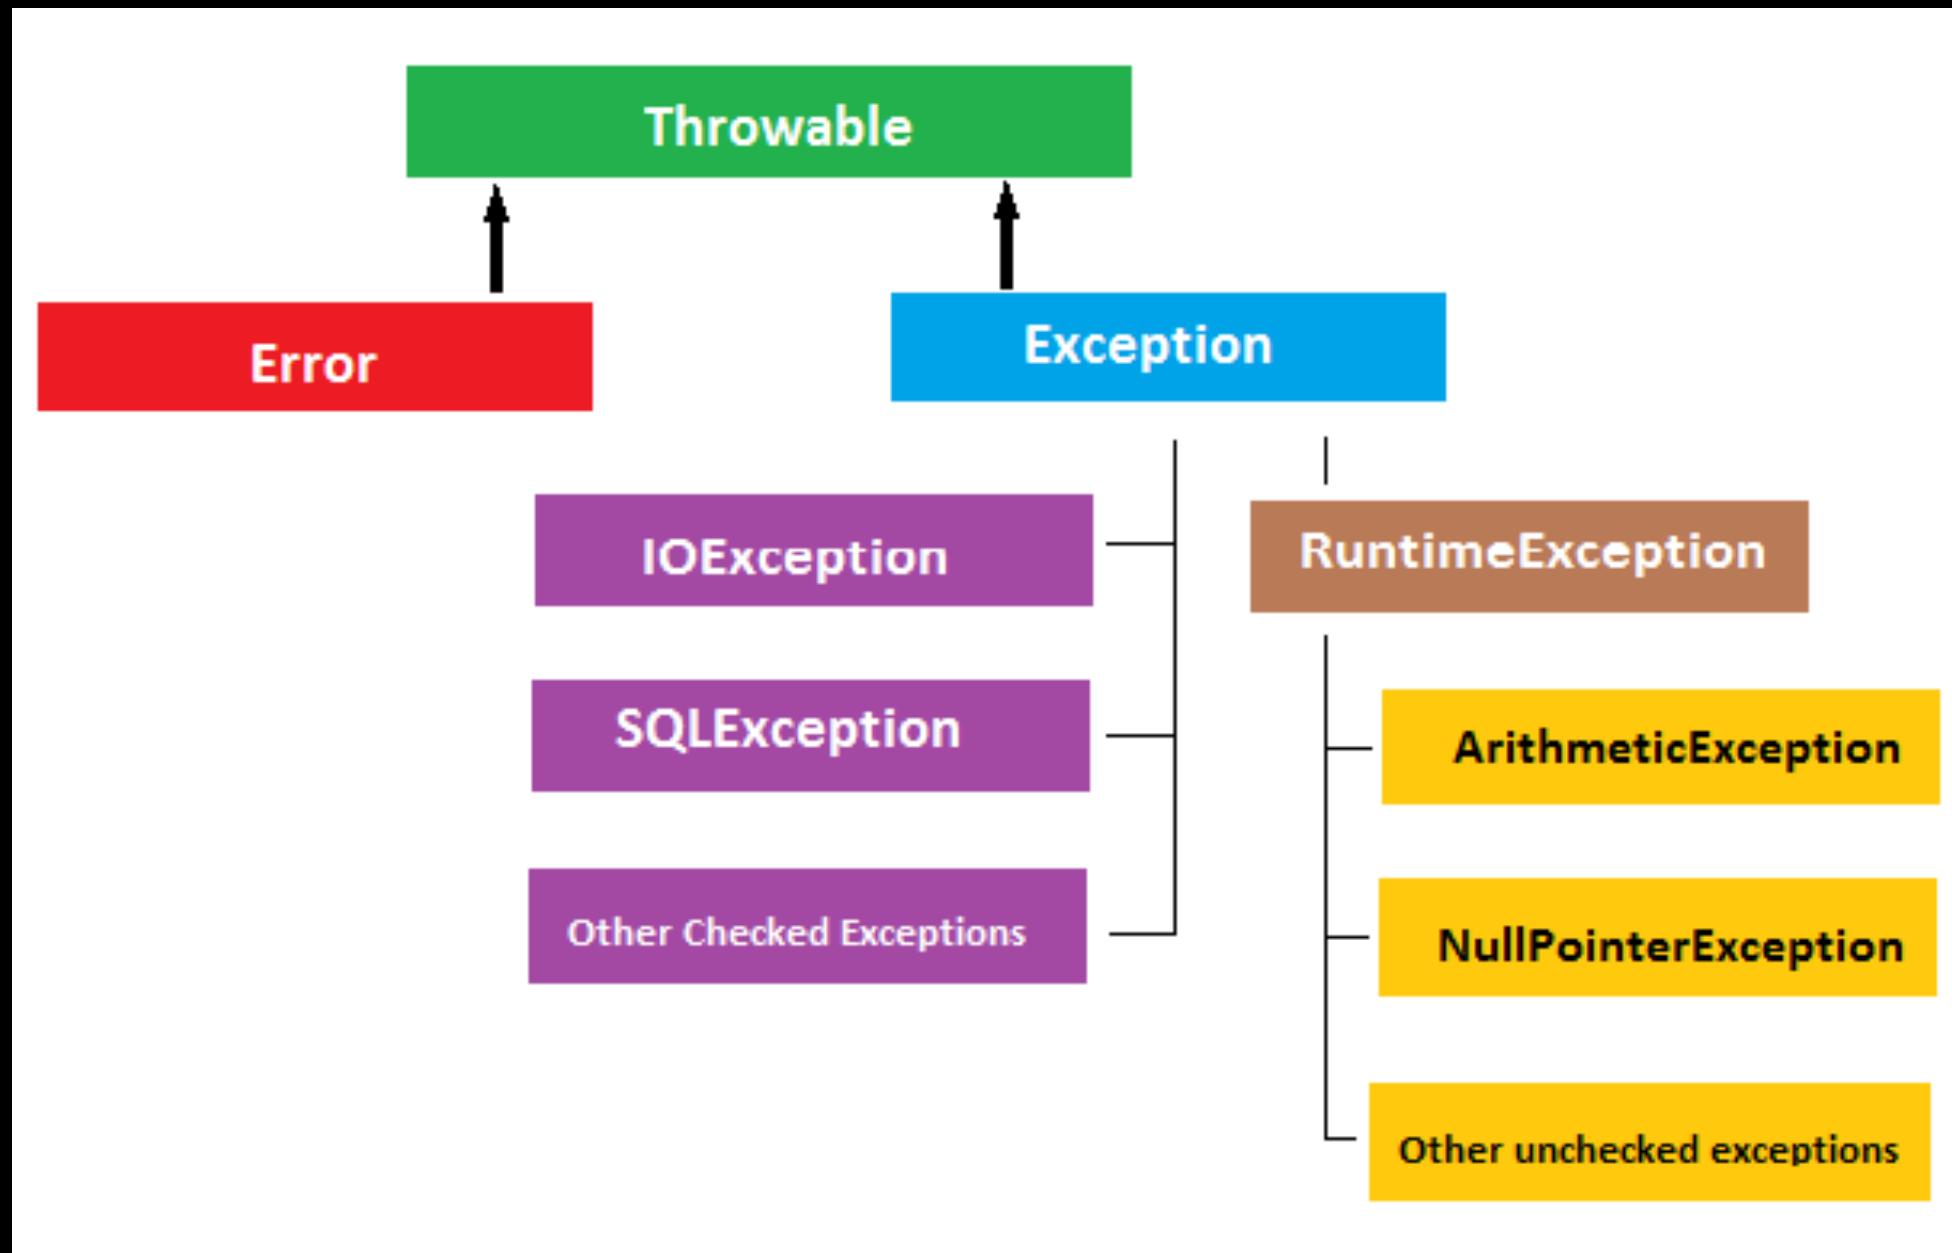 Throwable
Error
Exception
IOException
RuntimeException
SQLException
ArithmeticException
Other Checked Exceptions
NullPointerException
Other unchecked exceptions